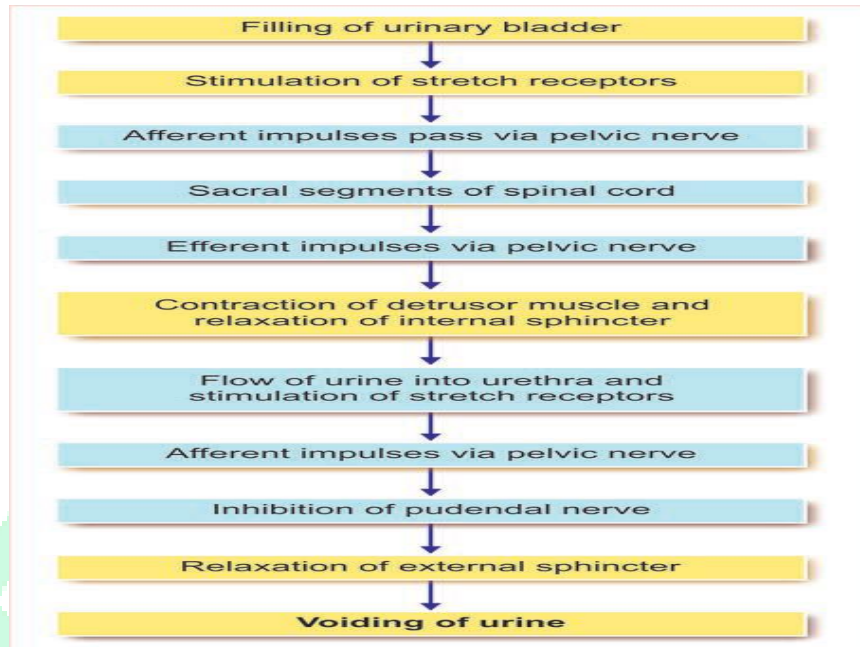 Filling of urinary bladder
Stimulation of stretch receptors
Afferent impulses pass via pelvic nerve
Sacral segments of spinal cord
Efferent impulses via pelvic nerve
Contraction of detrusor muscle and
relaxation of internal sphincter
Flow of urine into urethra and
stimulation of stretch receptors
Afferent impulses via pelvic nerve
Inhibition of pudendal nerve
Relaxation of external sphincter
Voiding of urine